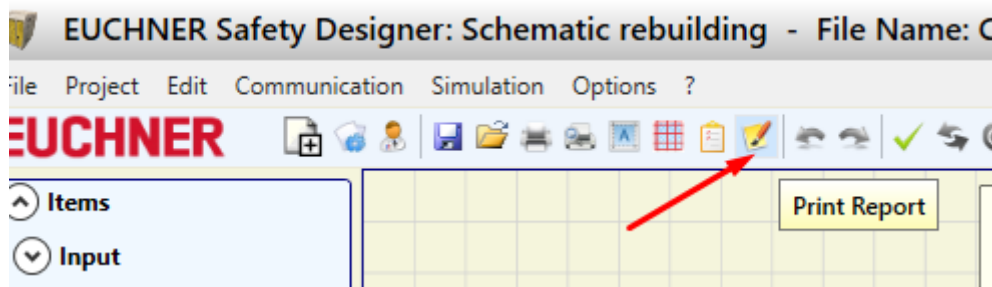 EUCHNER Safety Designer: Schematic rebuilding - File Name: C
File Project Edit Communication Simulation Options ?
EUCHNER
A
Items
Print Report
Input